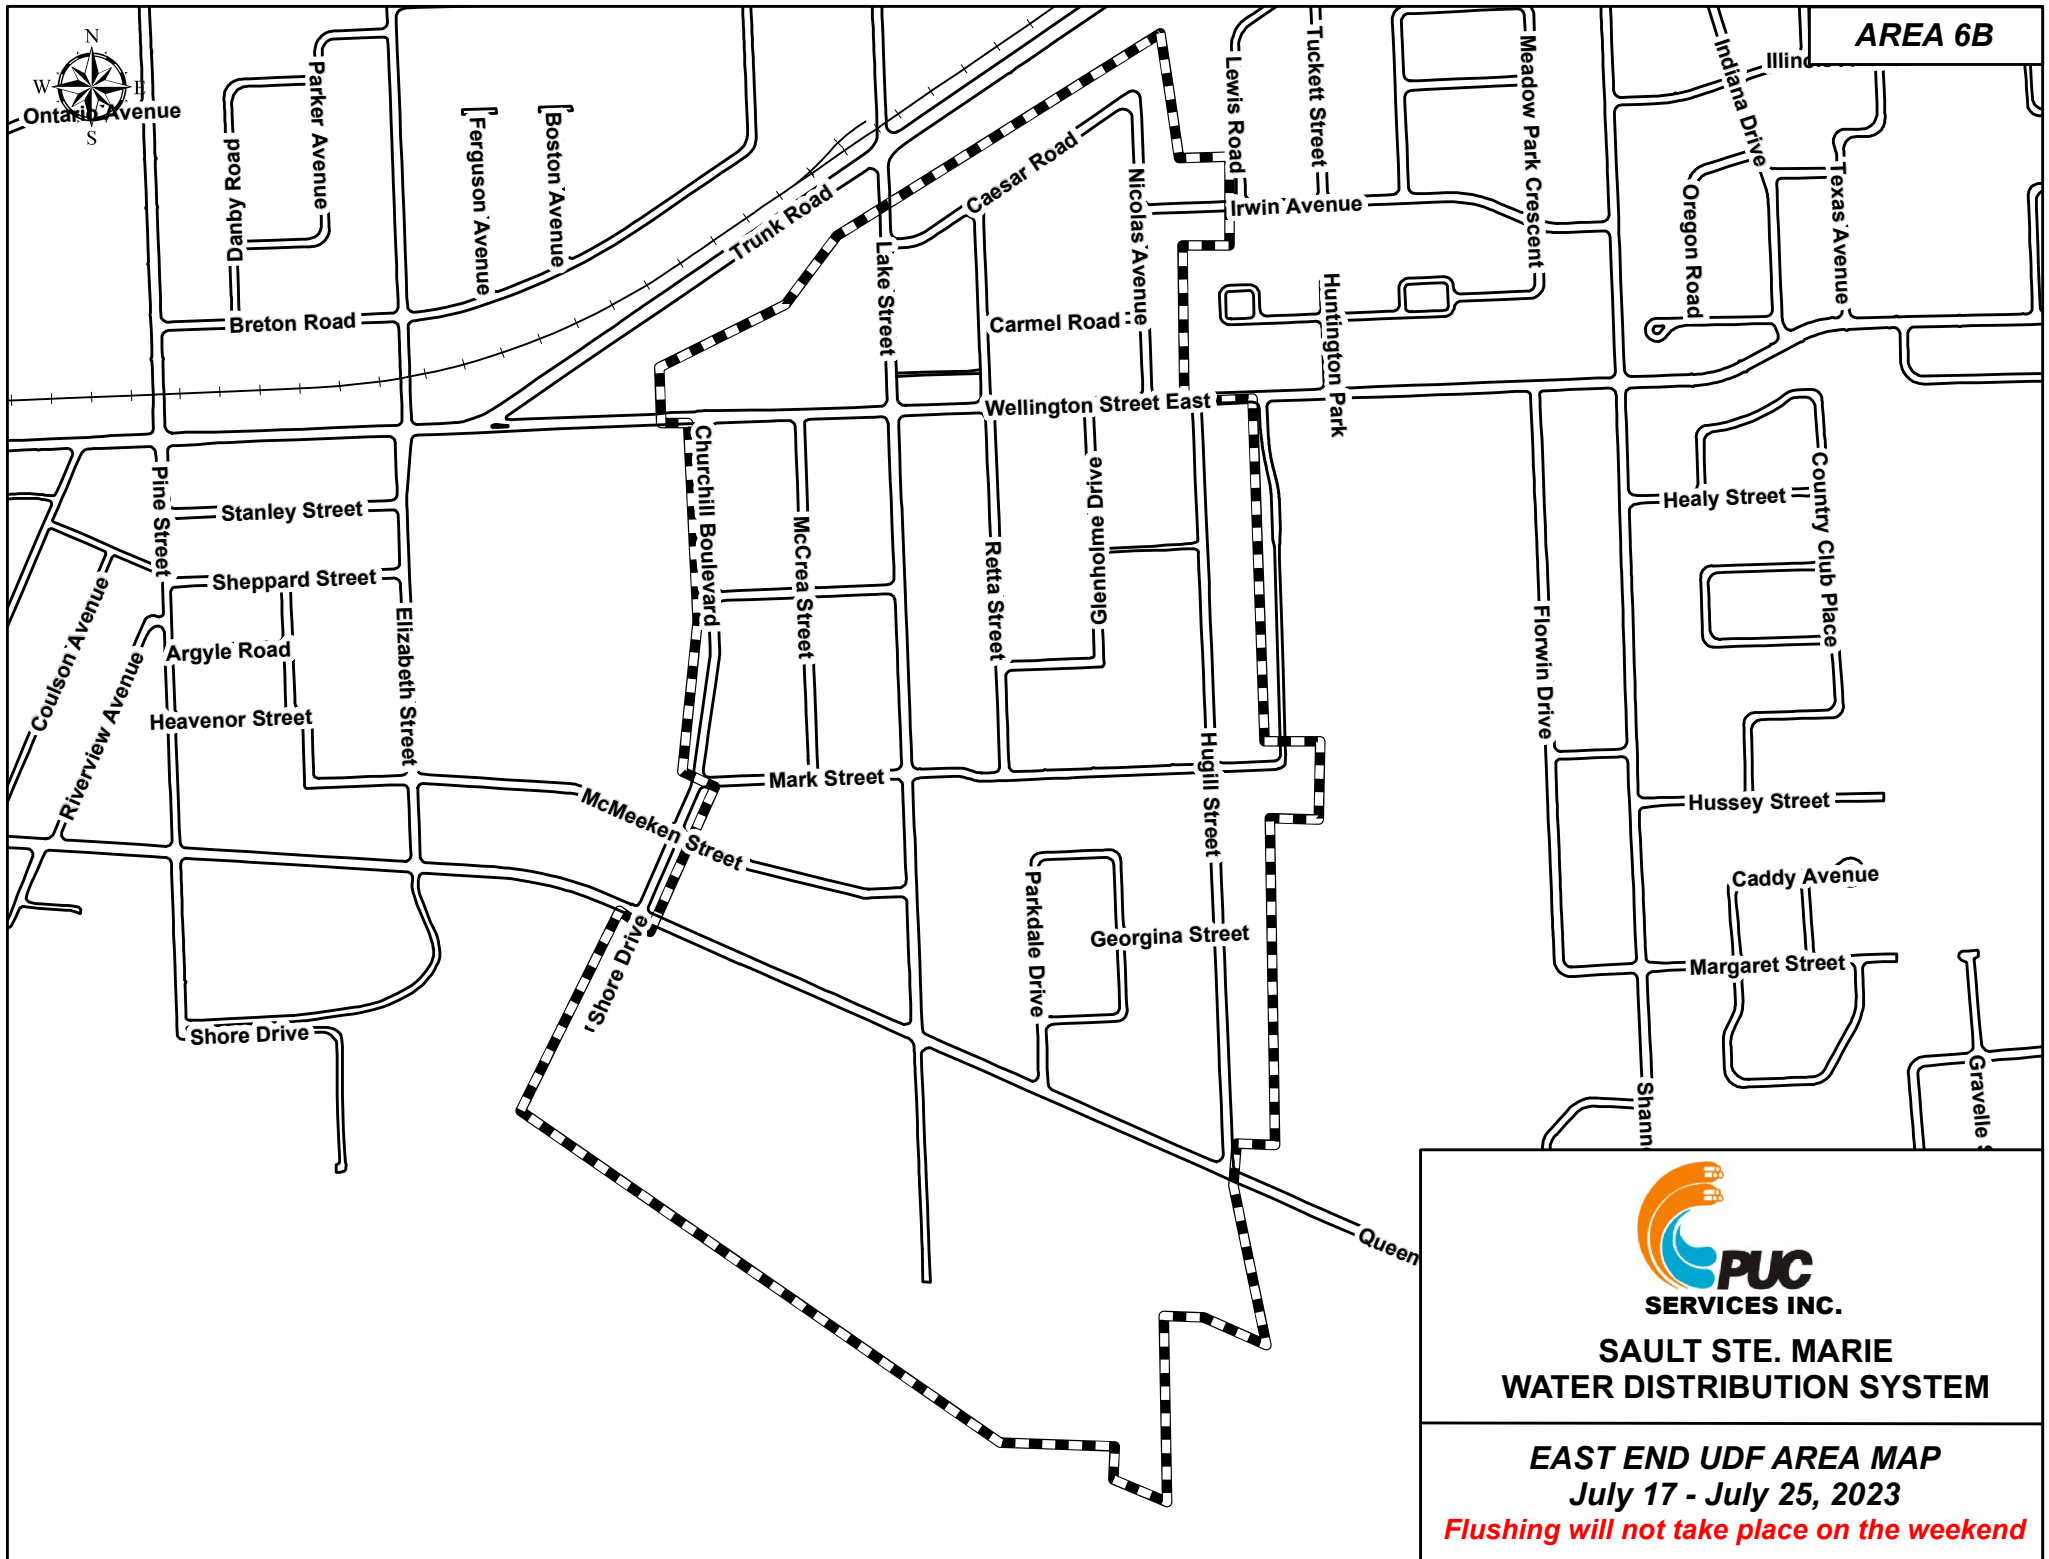 AREA 6B
N
W
E
S
Ontario Avenue
Parker Avenue
Danby Road
Ferguson Avenue
Boston Avenue
Breton Road
Trunk Road
Lake Street
Caesar Road
Nicolas Avenue
Carmel Road
Lewis Road
Tuckett Street
Irwin Avenue
Meadow Park Crescent
Huntington Park
Indiana Drive
Oregon Road
Texas Avenue
Wellington Street East
Pine Street
Stanley Street
Sheppard Street
Coulson Avenue
Riverview Avenue
Argyle Road
Heavenor Street
Elizabeth Street
Churchill Boulevard
McCrea Street
Retta Street
Glenholme Drive
Hugill Street
Florwin Drive
Healy Street
Country Club Place
Mark Street
McMeeken Street
Hussey Street
Caddy Avenue
Margaret Street
Parkdale Drive
Georgina Street
Shore Drive
Shore Drive
Queen
Shann
Gravelle
PUC
SERVICES INC.
SAULT STE. MARIE
WATER DISTRIBUTION SYSTEM
EAST END UDF AREA MAP
July 17 - July 25, 2023
Flushing will not take place on the weekend